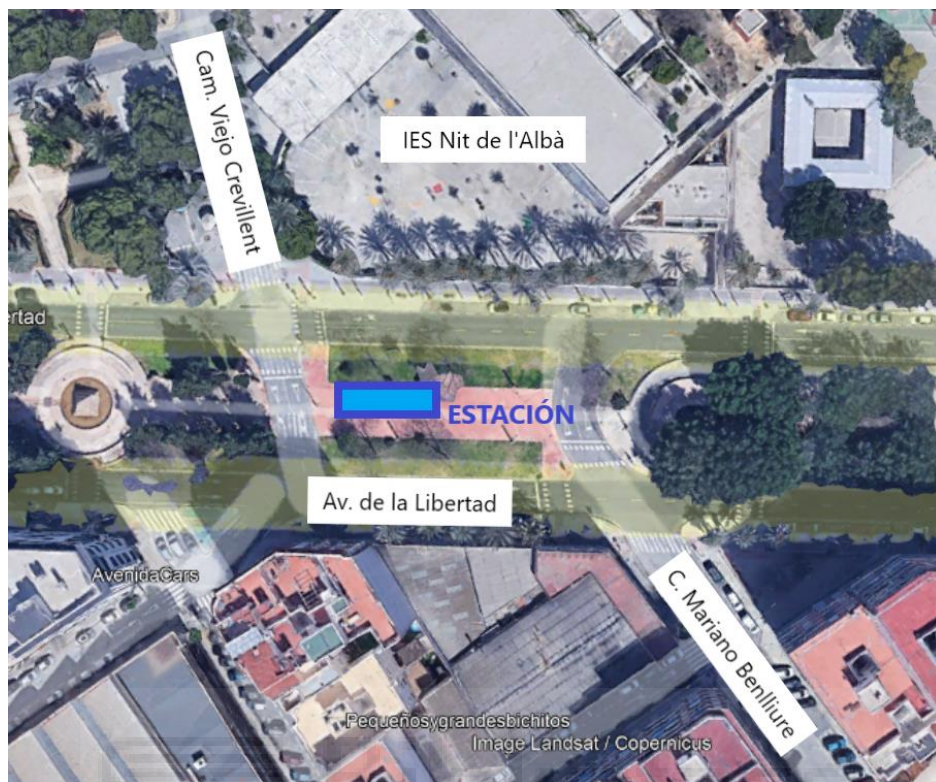 Cam. Viejo Crevillent
IES Nit de l'Albà
ertad
ESTACIÓN
Av. de la Libertad
AvenidaCars
C. Mariano Benlliure
Pequeñosygrandesbichitos
Image Landsat / Copernicus